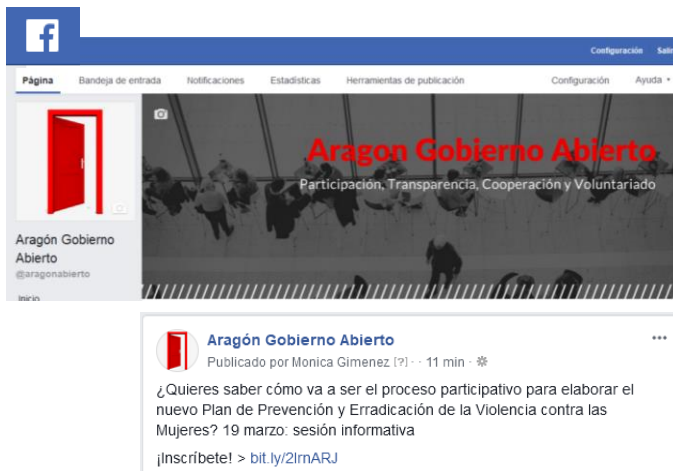 Configuración Salir
Página Bandeja de entrada Notificaciones Estadísticas Herramientas de publicación Configuración Ayuda
Aragon Gobierno Abierto
Participación, Transparencia, Cooperación y Voluntariado
Aragón Gobierno
Abierto
@aragonabierto
Inicio
Aragón Gobierno Abierto
Publicado por Monica Gimenez [?] · · 11 min ·
¿Quieres saber cómo va a ser el proceso participativo para elaborar el
nuevo Plan de Prevención y Erradicación de la Violencia contra las
Mujeres? 19 marzo: sesión informativa
¡Inscríbete! > bit.ly/2IrnARJ